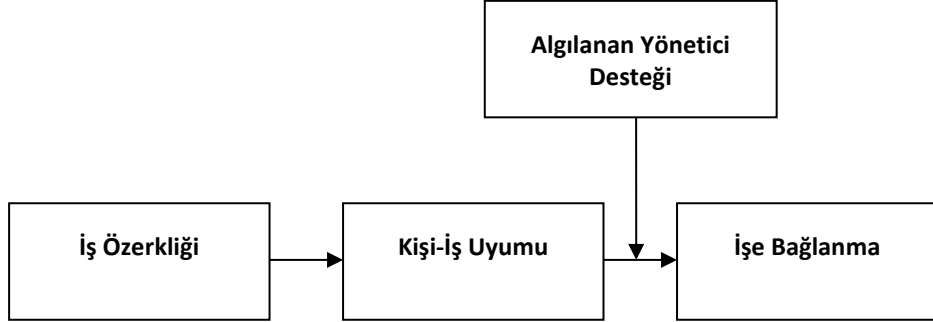 Algılanan Yönetici
Desteği
İş Özerkliği
Kişi-İş Uyumu
İşe Bağlanma